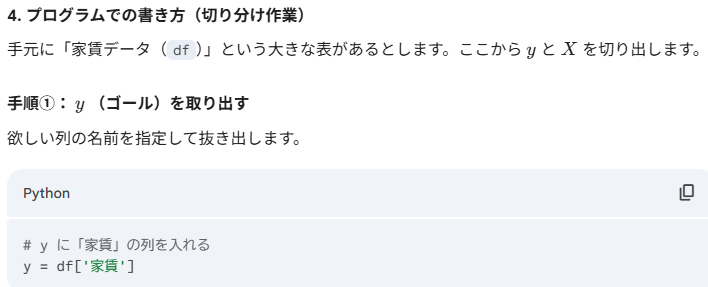 4. プログラムでの書き方（切り分け作業）
手元に「家賃データ（ df ）」という大きな表があるとします。ここから y と X を切り出します。
手順①： y （ゴール）を取り出す
欲しい列の名前を指定して抜き出します。
Python
# y に「家賃」の列を入れる
y = df['家賃']